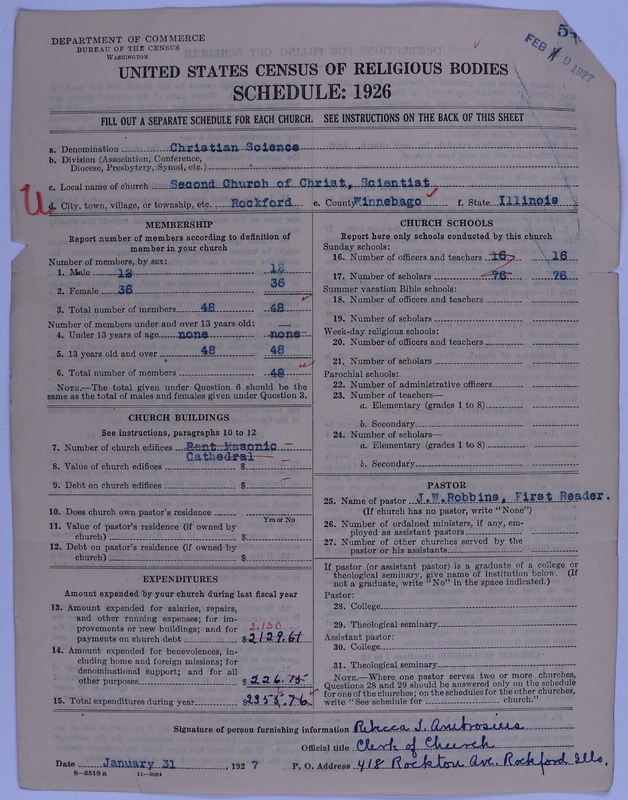 DEPARTMENT OF COMMERCE
BUREAU OF THE CENSUS
WASHINGTON
FEB 9 1927
UNITED STATES CENSUS OF RELIGIOUS BODIES
SCHEDULE: 1926
FILL OUT A SEPARATE SCHEDULE FOR EACH CHURCH. SEE INSTRUCTIONS ON THE BACK OF THIS SHEET
a. Denomination Christian Science
b. Division (Association, Conference,
Diocese, Presbytery, Synod, etc.)
c. Local name of church Second Church of Christ, Scientist
U
d. City, town, village, or township, etc. Rockford e. County Winnebago f. State Illinois
MEMBERSHIP
Report number of members according to definition of
member in your church
Number of members, by sex:
1. Male 12 12
2. Female 36 36
3. Total number of members 48 48
Number of members under and over 13 years old:
4. Under 13 years of age none none
5. 13 years old and over 48 48
6. Total number of members 48
NOTE.—The total given under Question 6 should be the
same as the total of males and females given under Question 3.
CHURCH BUILDINGS
See instructions, paragraphs 10 to 12
7. Number of church edifices Rent Masonic
Cathedral
8. Value of church edifices $
9. Debt on church edifices $
10. Does church own pastor's residence
Yes or No
11. Value of pastor's residence (if owned by
church) $
12. Debt on pastor's residence (if owned by
church) $
EXPENDITURES
Amount expended by your church during last fiscal year
13. Amount expended for salaries, repairs,
and other running expenses; for im-
provements or new buildings; and for
payments on church debt $2129.61
2,130
14. Amount expended for benevolences, in-
cluding home and foreign missions; for
denominational support; and for all
other purposes $226.15
15. Total expenditures during year $2355.76
CHURCH SCHOOLS
Report here only schools conducted by this church
Sunday schools:
16. Number of officers and teachers 16 16
17. Number of scholars 76 76
Summer vacation Bible schools:
18. Number of officers and teachers
19. Number of scholars
Week-day religious schools:
20. Number of officers and teachers
21. Number of scholars
Parochial schools:
22. Number of administrative officers
23. Number of teachers—
a. Elementary (grades 1 to 8)
b. Secondary
24. Number of scholars—
a. Elementary (grades 1 to 8)
b. Secondary
PASTOR
25. Name of pastor J.W.Robbins, First Reader.
(If church has no pastor, write "None")
26. Number of ordained ministers, if any, em-
ployed as assistant pastors
27. Number of other churches served by the
pastor or his assistants
If pastor (or assistant pastor) is a graduate of a college or
theological seminary, give name of institution below. (If
not a graduate, write "No" in the space indicated.)
Pastor:
28. College
29. Theological seminary
Assistant pastor:
30. College
31. Theological seminary
NOTE.—Where one pastor serves two or more churches,
Questions 28 and 29 should be answered only on the schedule
for one of the churches; on the schedules for the other churches,
write "See schedule for church."
Signature of person furnishing information Rebecca J. Ambrosius
Official title Clerk of Church
Date January 31, 1927 P. O. Address 418 Rockton Ave. Rockford Ills.
8—5518 a 11—9684